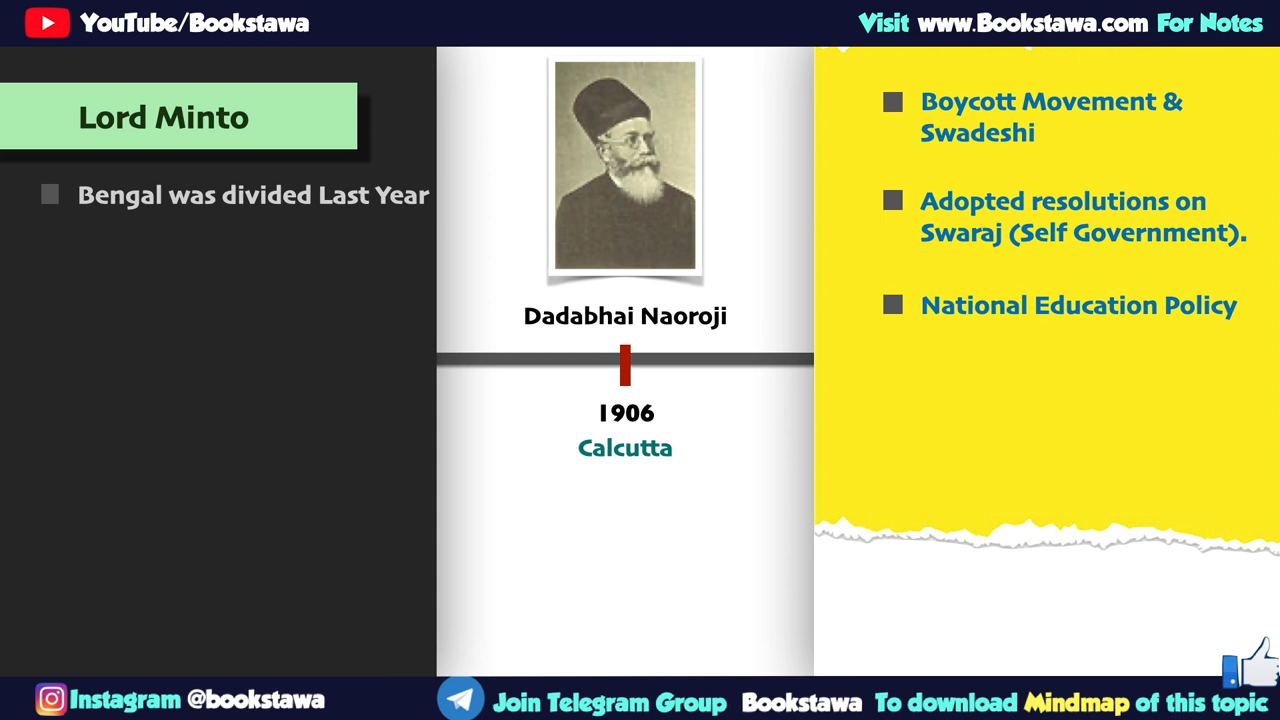 YouTube/Bookstawa
Visit www.Bookstawa.com For Notes
Lord Minto
Bengal was divided Last Year
Dadabhai Naoroji
1906
Calcutta
Boycott Movement &
Swadeshi
Adopted resolutions on
Swaraj (Self Government).
National Education Policy
Instagram @bookstawa
Join Telegram Group Bookstawa To download Mindmap of this topic